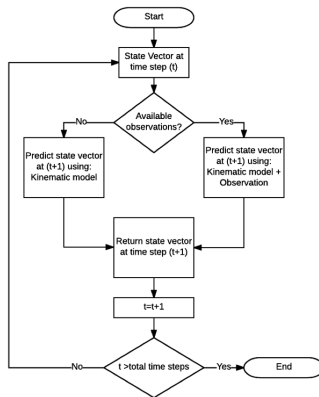 Start
State Vector at
time step (t)
Available
observations?
No
Yes
Predict state vector
at (t+1) using:
Kinematic model
Predict state vector
at (t+1) using:
Kinematic model +
Observation
Return state vector
at time step (t+1)
t=t+1
t >total time steps
No
Yes
End